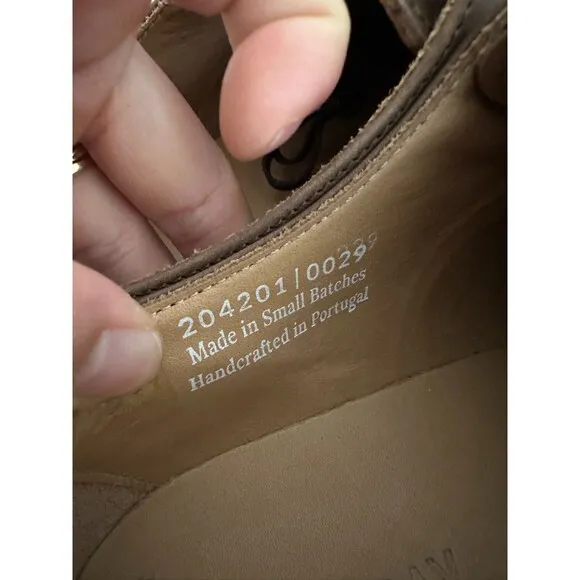 204201|0029
Made in Small Batches
Handcrafted in Portugal